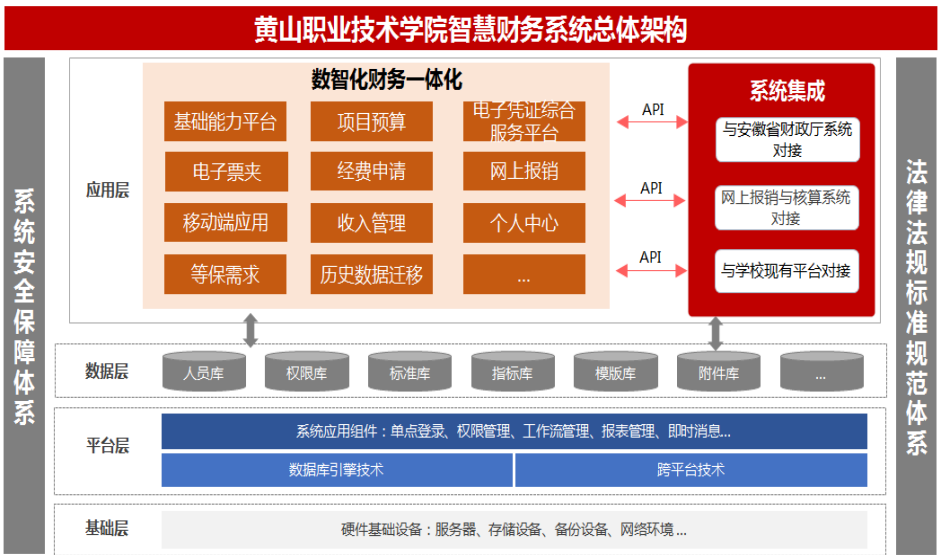 黄山职业技术学院智慧财务系统总体架构
系统安全保障体系
应用层
数智化财务一体化
基础能力平台
项目预算
电子凭证综合
服务平台
电子票夹
经费申请
网上报销
移动端应用
收入管理
个人中心
等保需求
历史数据迁移
...
API
API
API
系统集成
与安徽省财政厅系统
对接
网上报销与核算系统
对接
与学校现有平台对接
法律法规标准规范体系
数据层
人员库
权限库
标准库
指标库
模版库
附件库
...
平台层
系统应用组件：单点登录、权限管理、工作流管理、报表管理、即时消息...
数据库引擎技术
跨平台技术
基础层
硬件基础设备：服务器、存储设备、备份设备、网络环境 ...